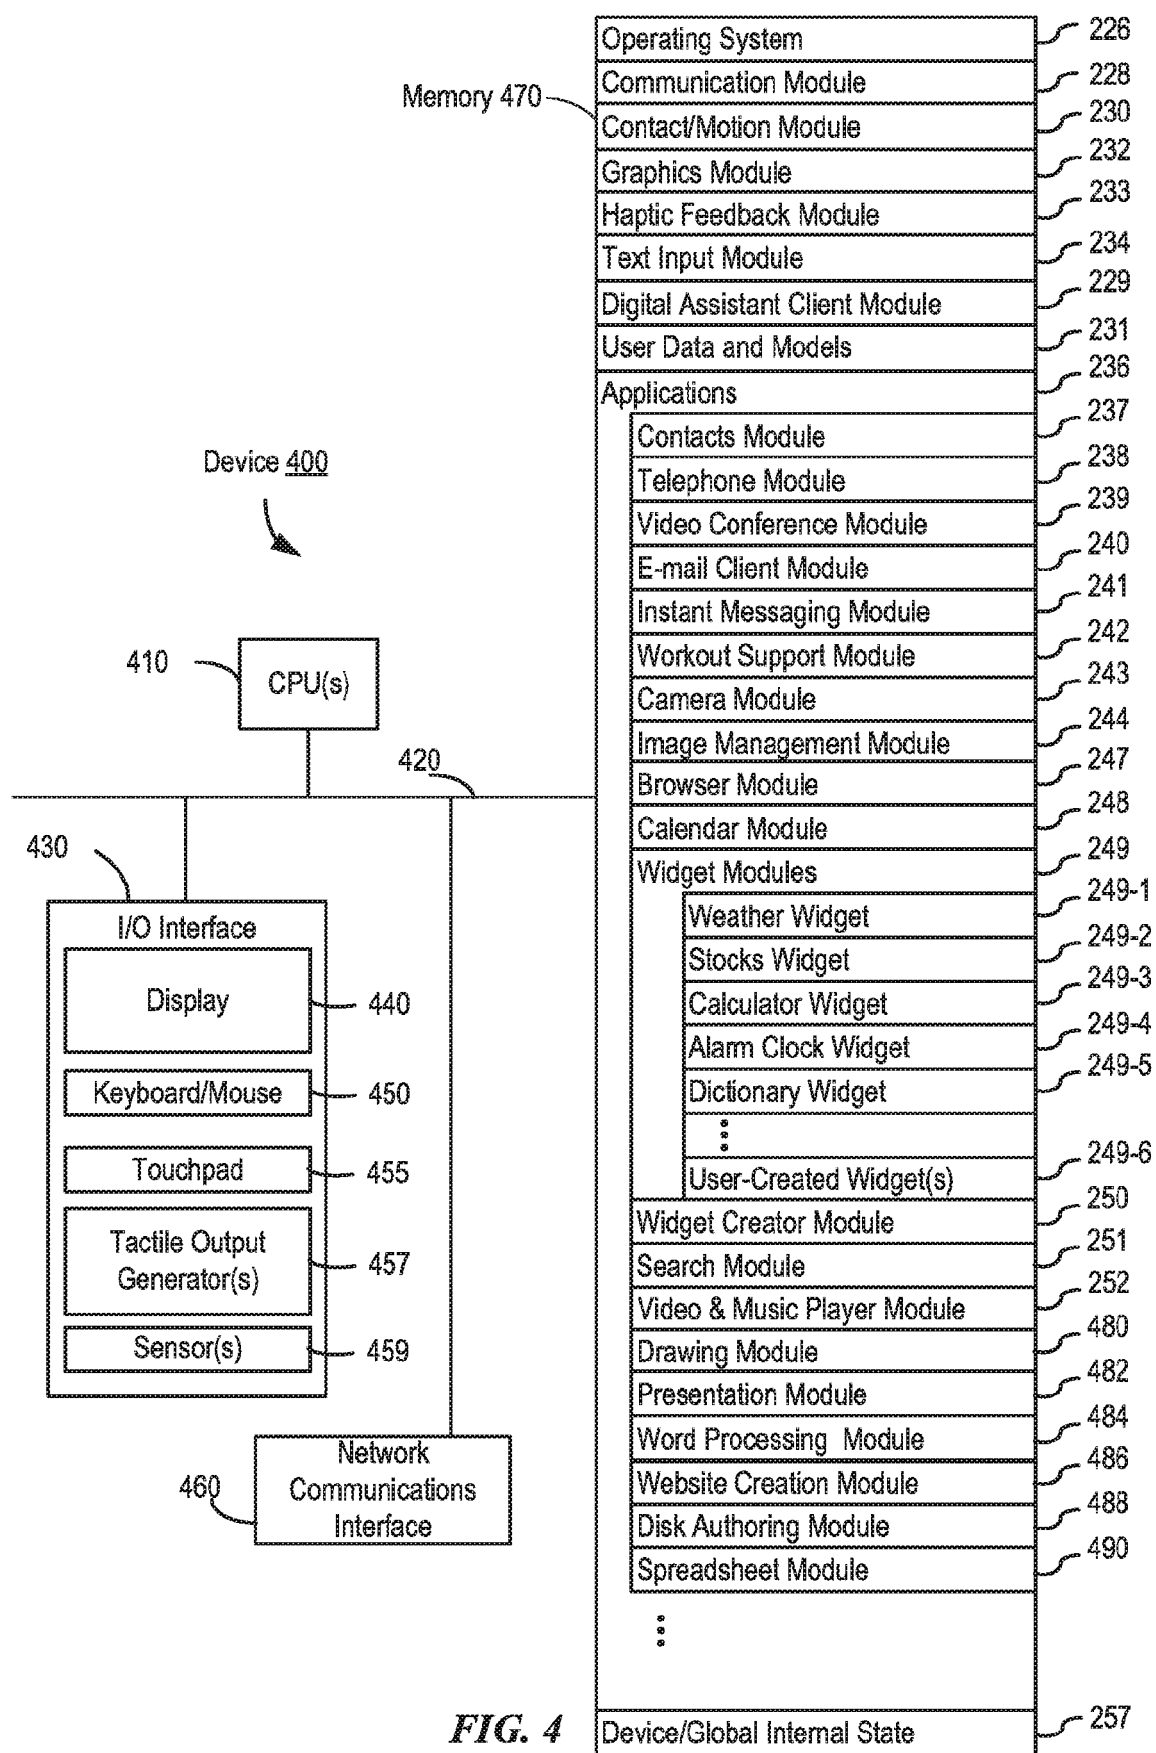 Operating System 226
Communication Module 228
Memory 470
Contact/Motion Module 230
Graphics Module 232
Haptic Feedback Module 233
Text Input Module 234
Digital Assistant Client Module 229
User Data and Models 231
Applications 236
Contacts Module 237
Device 400
Telephone Module 238
Video Conference Module 239
E-mail Client Module 240
Instant Messaging Module 241
Workout Support Module 242
410
CPU(s)
Camera Module 243
Image Management Module 244
420
Browser Module 247
Calendar Module 248
430
Widget Modules 249
I/O Interface
Weather Widget 249-1
Stocks Widget 249-2
Display 440
Calculator Widget 249-3
Alarm Clock Widget 249-4
Keyboard/Mouse 450
Dictionary Widget 249-5
Touchpad 455
User-Created Widget(s) 249-6
Widget Creator Module 250
Tactile Output
Generator(s) 457
Search Module 251
Video & Music Player Module 252
Sensor(s) 459
Drawing Module 480
Presentation Module 482
Word Processing Module 484
Network
Communications
Interface
460
Website Creation Module 486
Disk Authoring Module 488
Spreadsheet Module 490
FIG. 4
Device/Global Internal State 257